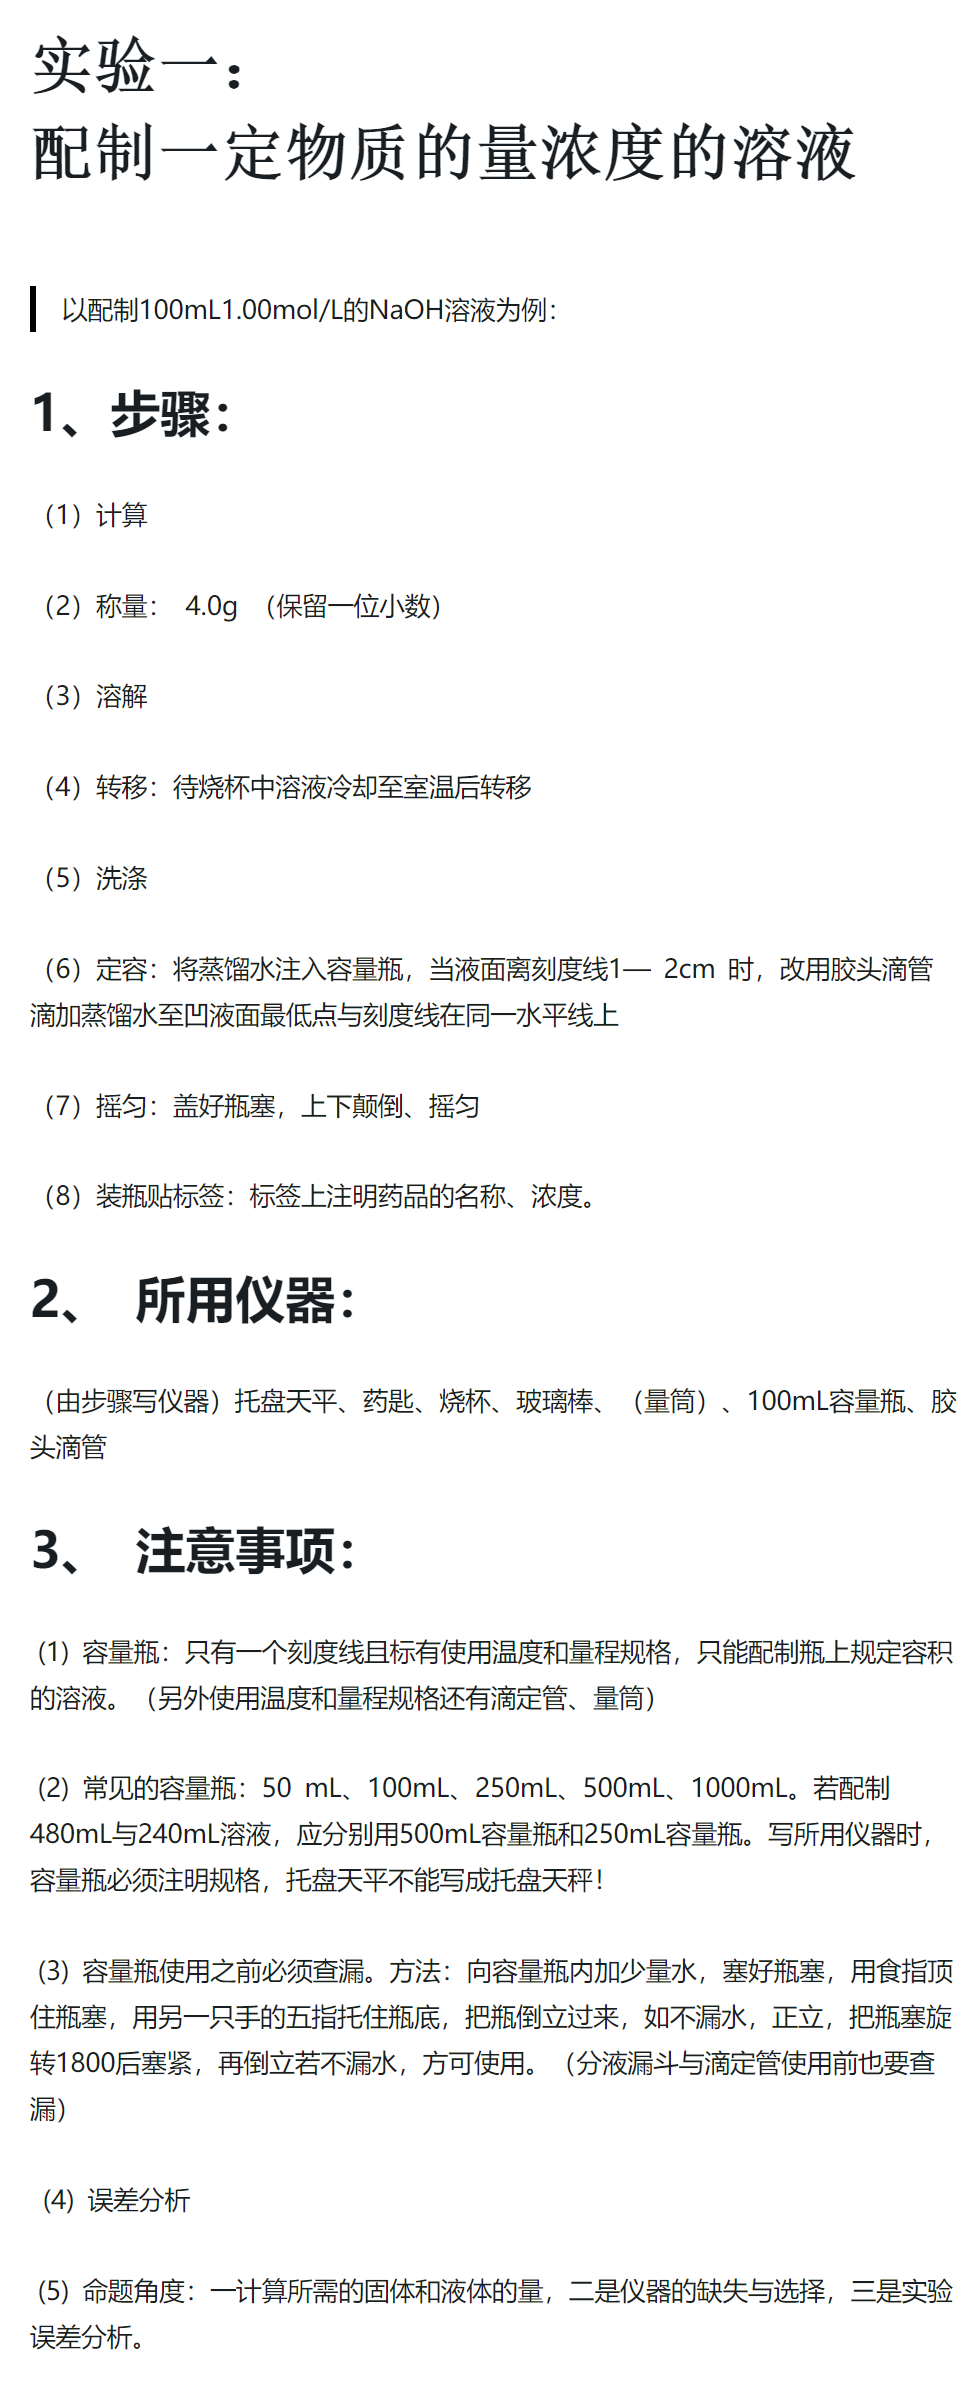 实验一：
配制一定物质的量浓度的溶液
以配制100mL1.00mol/L的NaOH溶液为例：
1、步骤：
（1）计算
（2）称量： 4.0g （保留一位小数）
（3）溶解
（4）转移：待烧杯中溶液冷却至室温后转移
（5）洗涤
（6）定容：将蒸馏水注入容量瓶，当液面离刻度线1— 2cm 时，改用胶头滴管
滴加蒸馏水至凹液面最低点与刻度线在同一水平线上
（7）摇匀：盖好瓶塞，上下颠倒、摇匀
（8）装瓶贴标签：标签上注明药品的名称、浓度。
2、 所用仪器：
（由步骤写仪器）托盘天平、药匙、烧杯、玻璃棒、（量筒）、100mL容量瓶、胶
头滴管
3、 注意事项：
(1) 容量瓶：只有一个刻度线且标有使用温度和量程规格，只能配制瓶上规定容积
的溶液。（另外使用温度和量程规格还有滴定管、量筒）
(2) 常见的容量瓶：50 mL、100mL、250mL、500mL、1000mL。若配制
480mL与240mL溶液，应分别用500mL容量瓶和250mL容量瓶。写所用仪器时，
容量瓶必须注明规格，托盘天平不能写成托盘天秤！
(3) 容量瓶使用之前必须查漏。方法：向容量瓶内加少量水，塞好瓶塞，用食指顶
住瓶塞，用另一只手的五指托住瓶底，把瓶倒立过来，如不漏水，正立，把瓶塞旋
转1800后塞紧，再倒立若不漏水，方可使用。（分液漏斗与滴定管使用前也要查
漏）
(4) 误差分析
(5) 命题角度：一计算所需的固体和液体的量，二是仪器的缺失与选择，三是实验
误差分析。